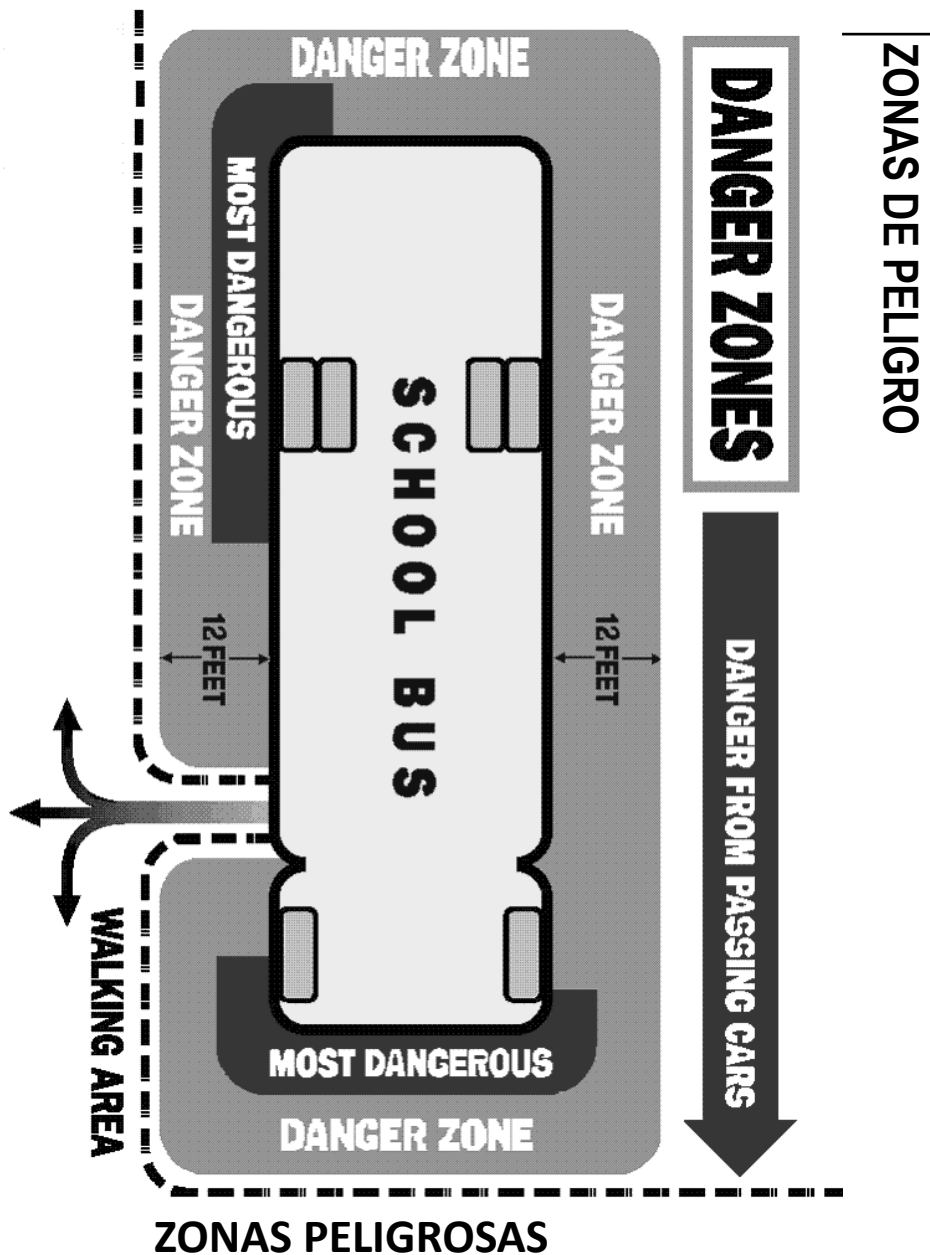 ZONAS DE PELIGRO
DANGER ZONES
DANGER FROM PASSING CARS
DANGER ZONE
DANGER ZONE
12 FEET
SCHOOL BUS
MOST DANGEROUS
DANGER ZONE
12 FEET
WALKING AREA
MOST DANGEROUS
DANGER ZONE
ZONAS PELIGROSAS